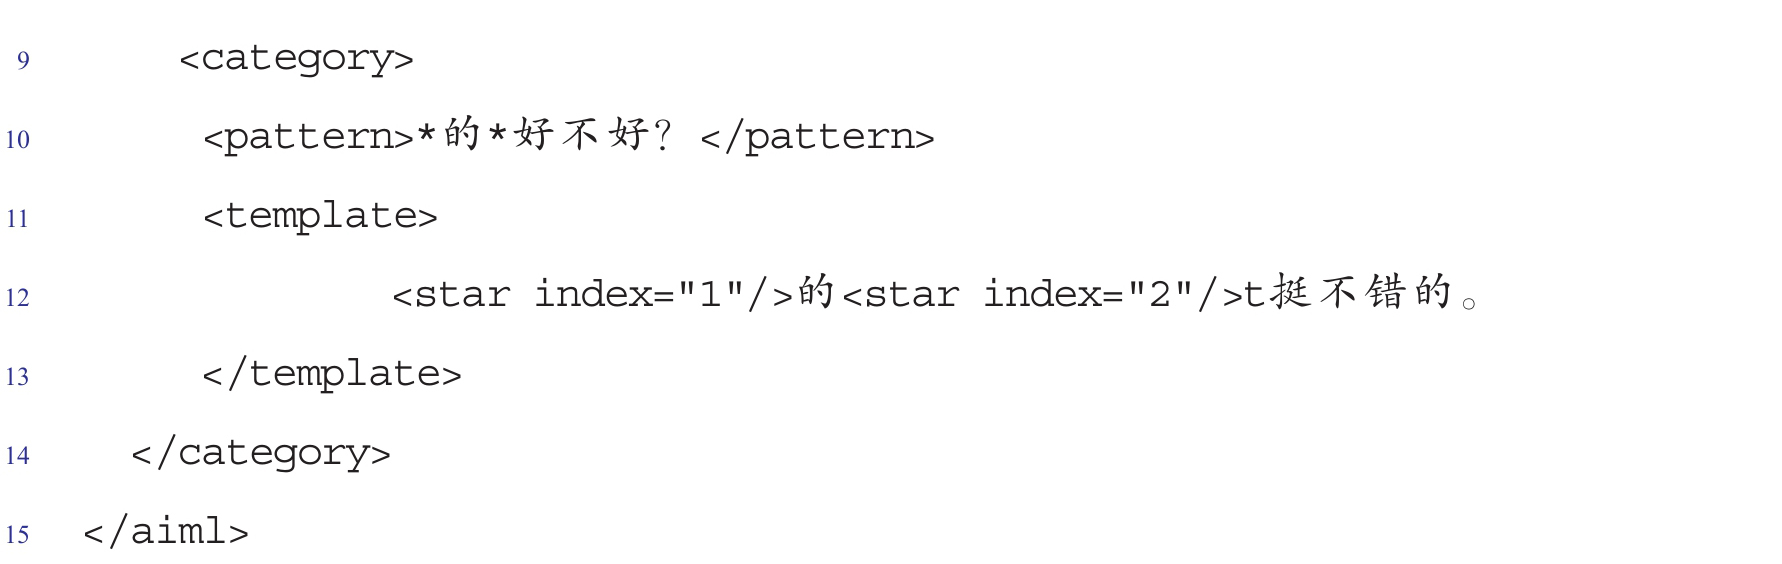 9 <category>
10 <pattern>*的*好不好？</pattern>
11 <template>
12 <star index="1"/>的<star index="2"/>t挺不错的。
13 </template>
14 </category>
15 </aiml>